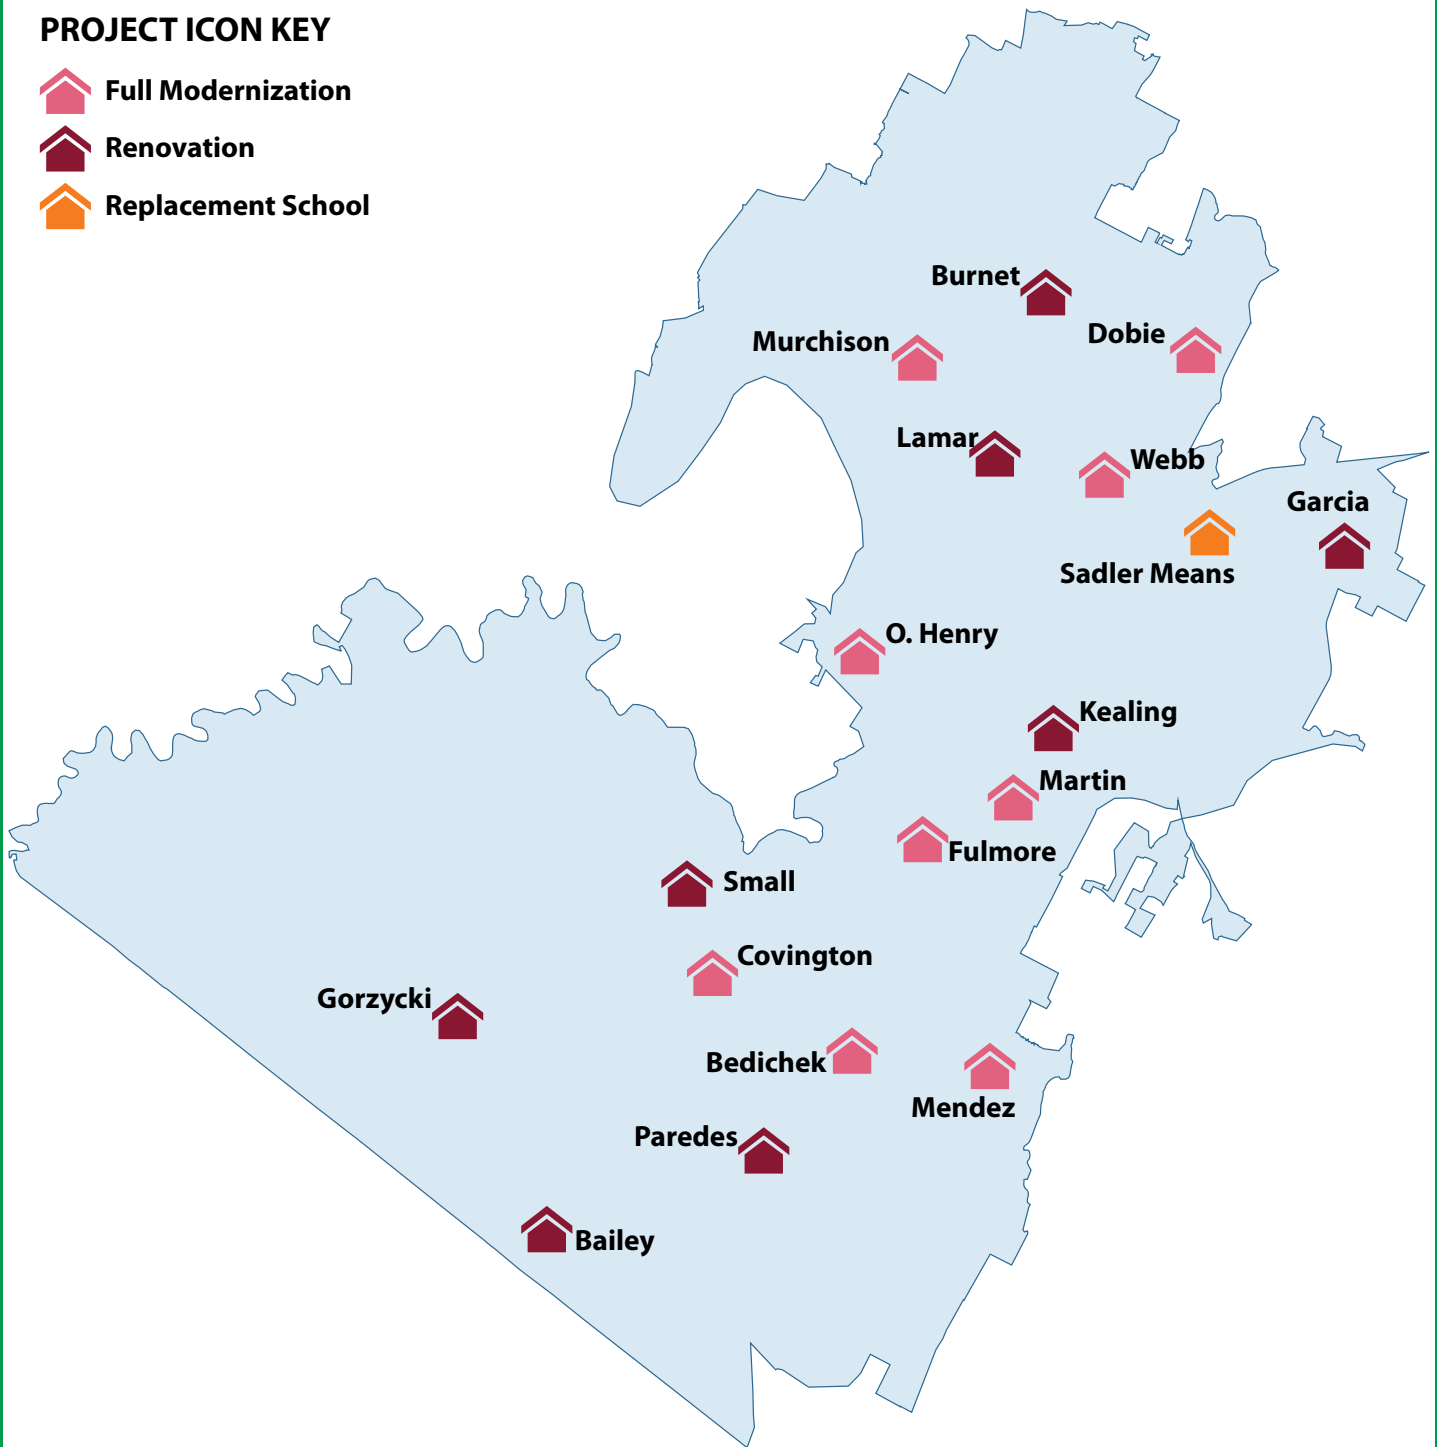 PROJECT ICON KEY
Full Modernization
Renovation
Replacement School
Burnet
Dobie
Murchison
Lamar
Webb
Garcia
Sadler Means
O. Henry
Kealing
Martin
Fulmore
Small
Covington
Gorzycki
Bedichek
Mendez
Paredes
Bailey